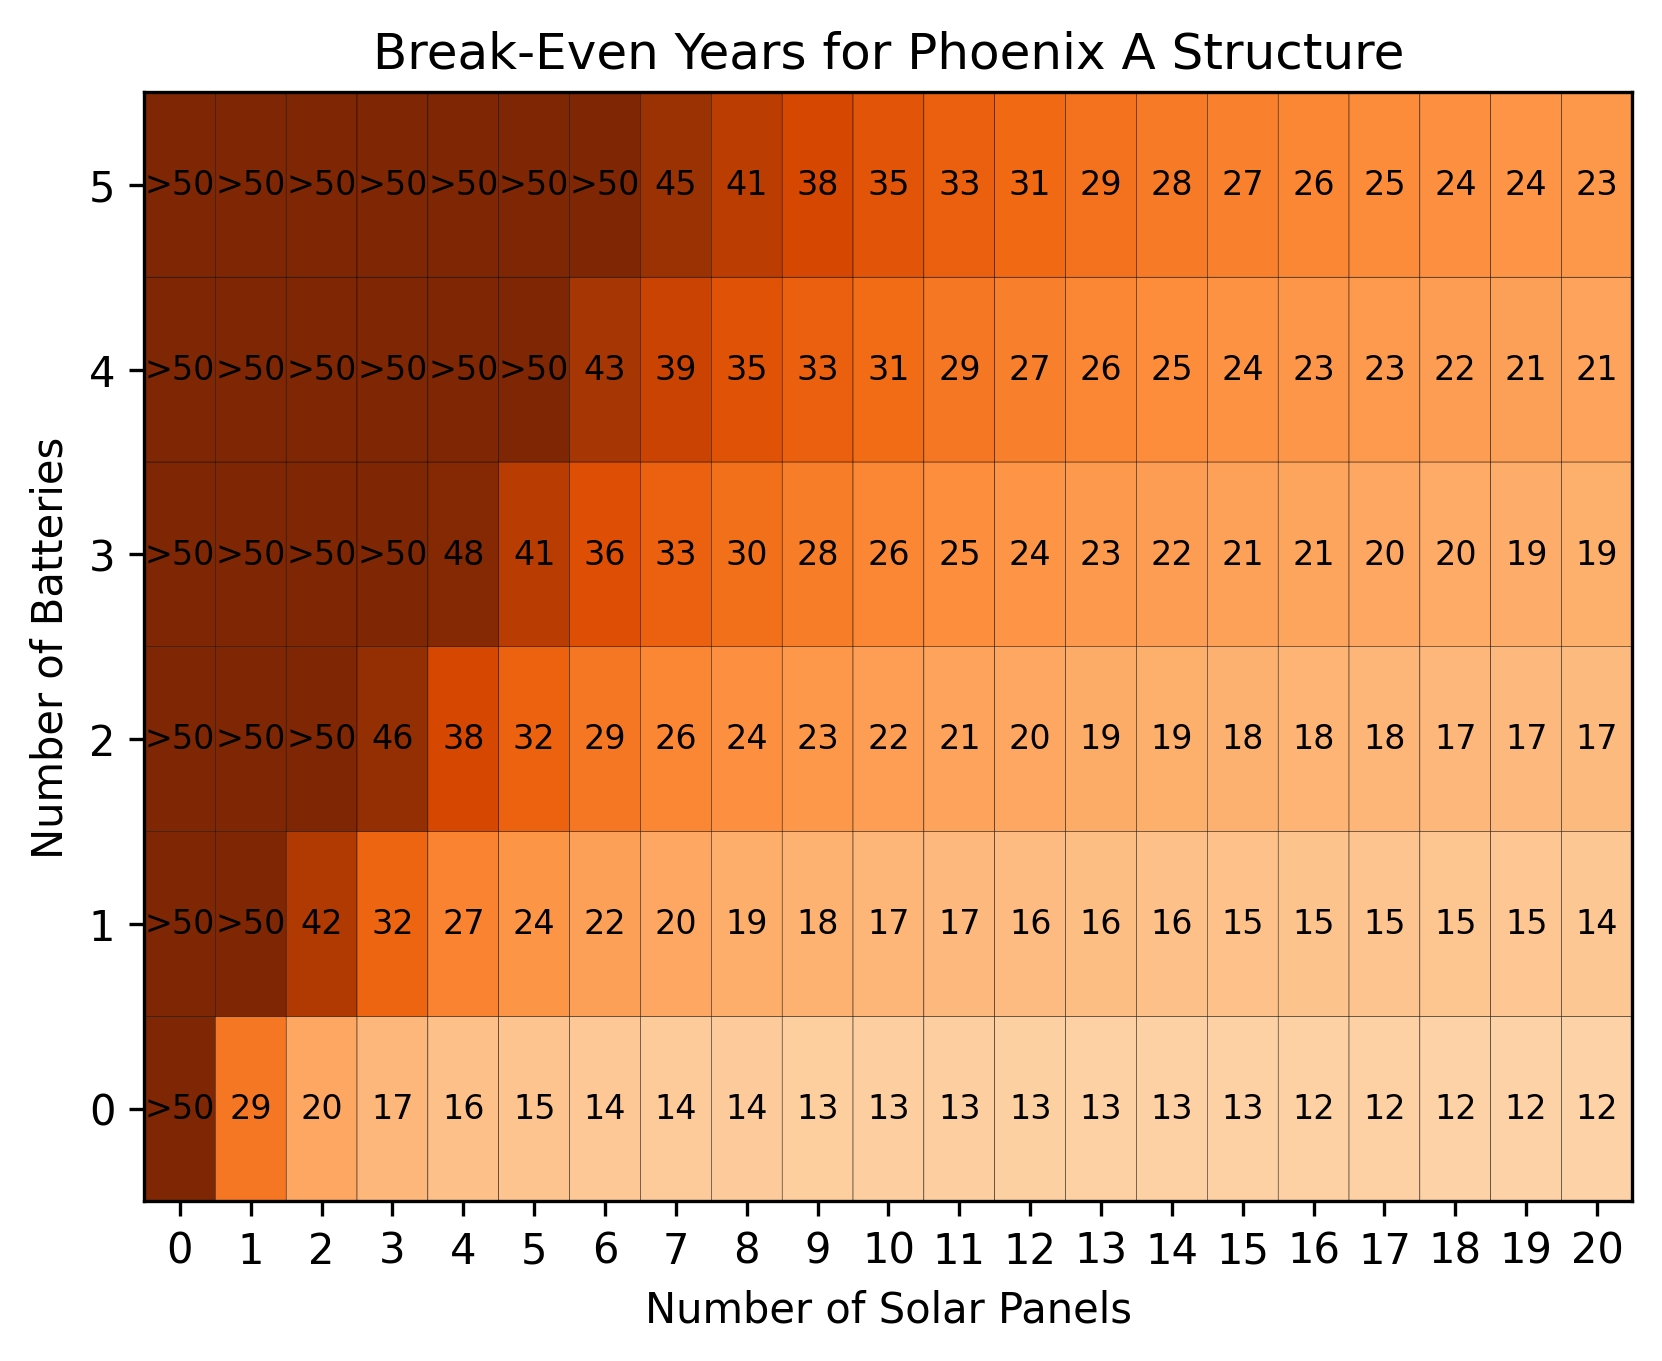 Break-Even Years for Phoenix A Structure
Number of Batteries
5 >50 >50 >50 >50 >50 >50 >50 45 41 38 35 33 31 29 28 27 26 25 24 24 23
4 >50 >50 >50 >50 >50 >50 43 39 35 33 31 29 27 26 25 24 23 23 22 21 21
3 >50 >50 >50 >50 48 41 36 33 30 28 26 25 24 23 22 21 21 20 20 19 19
2 >50 >50 >50 46 38 32 29 26 24 23 22 21 20 19 19 18 18 18 17 17 17
1 >50 >50 42 32 27 24 22 20 19 18 17 17 16 16 16 15 15 15 15 15 14
0 >50 29 20 17 16 15 14 14 14 13 13 13 13 13 13 13 12 12 12 12 12
0 1 2 3 4 5 6 7 8 9 10 11 12 13 14 15 16 17 18 19 20
Number of Solar Panels